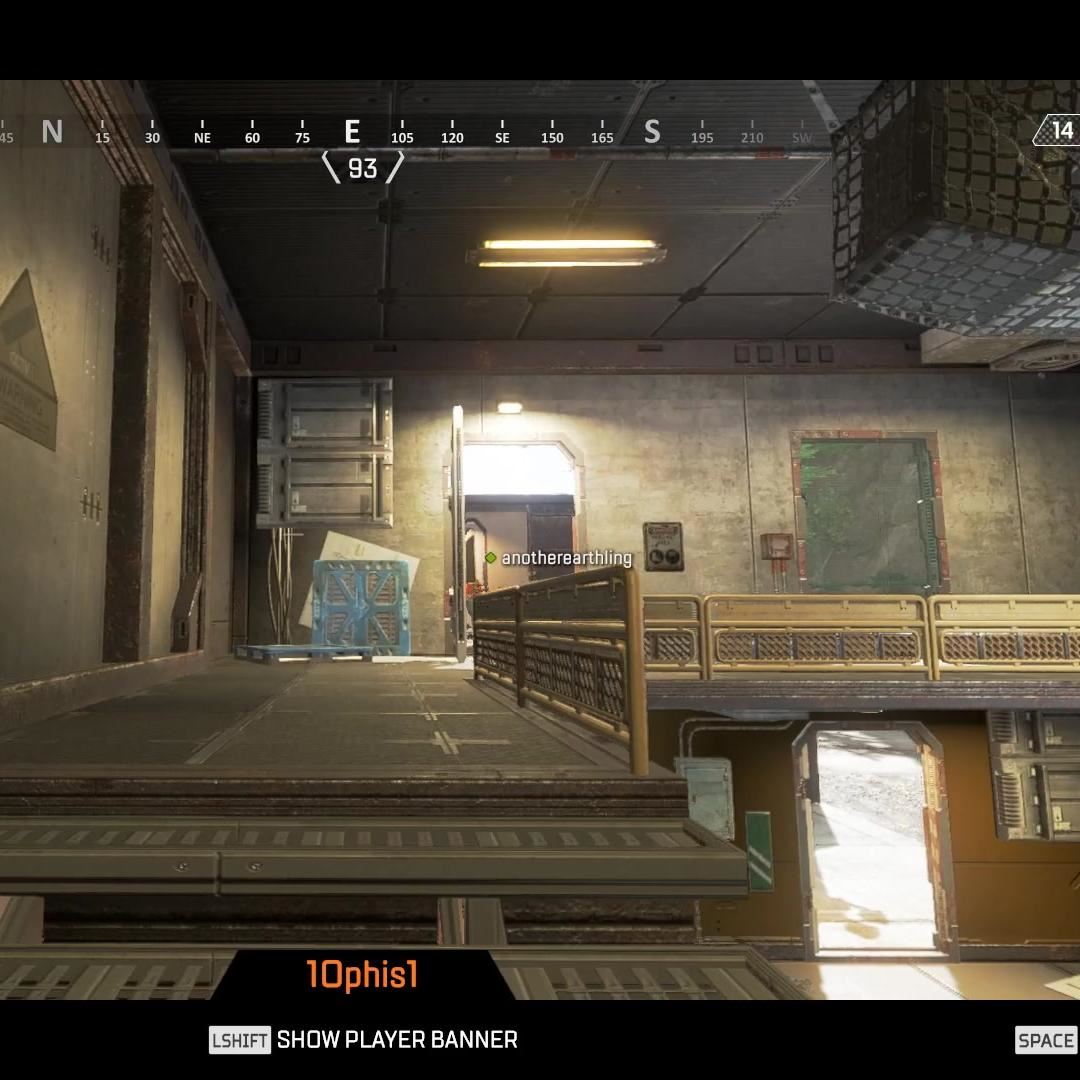 45 N 15 30 NE 60 75 E 105 120 SE 150 165 S 195 210 SW
14
93
WARNING
anotherearthling
1Ophis1
LSHIFT SHOW PLAYER BANNER
SPACE